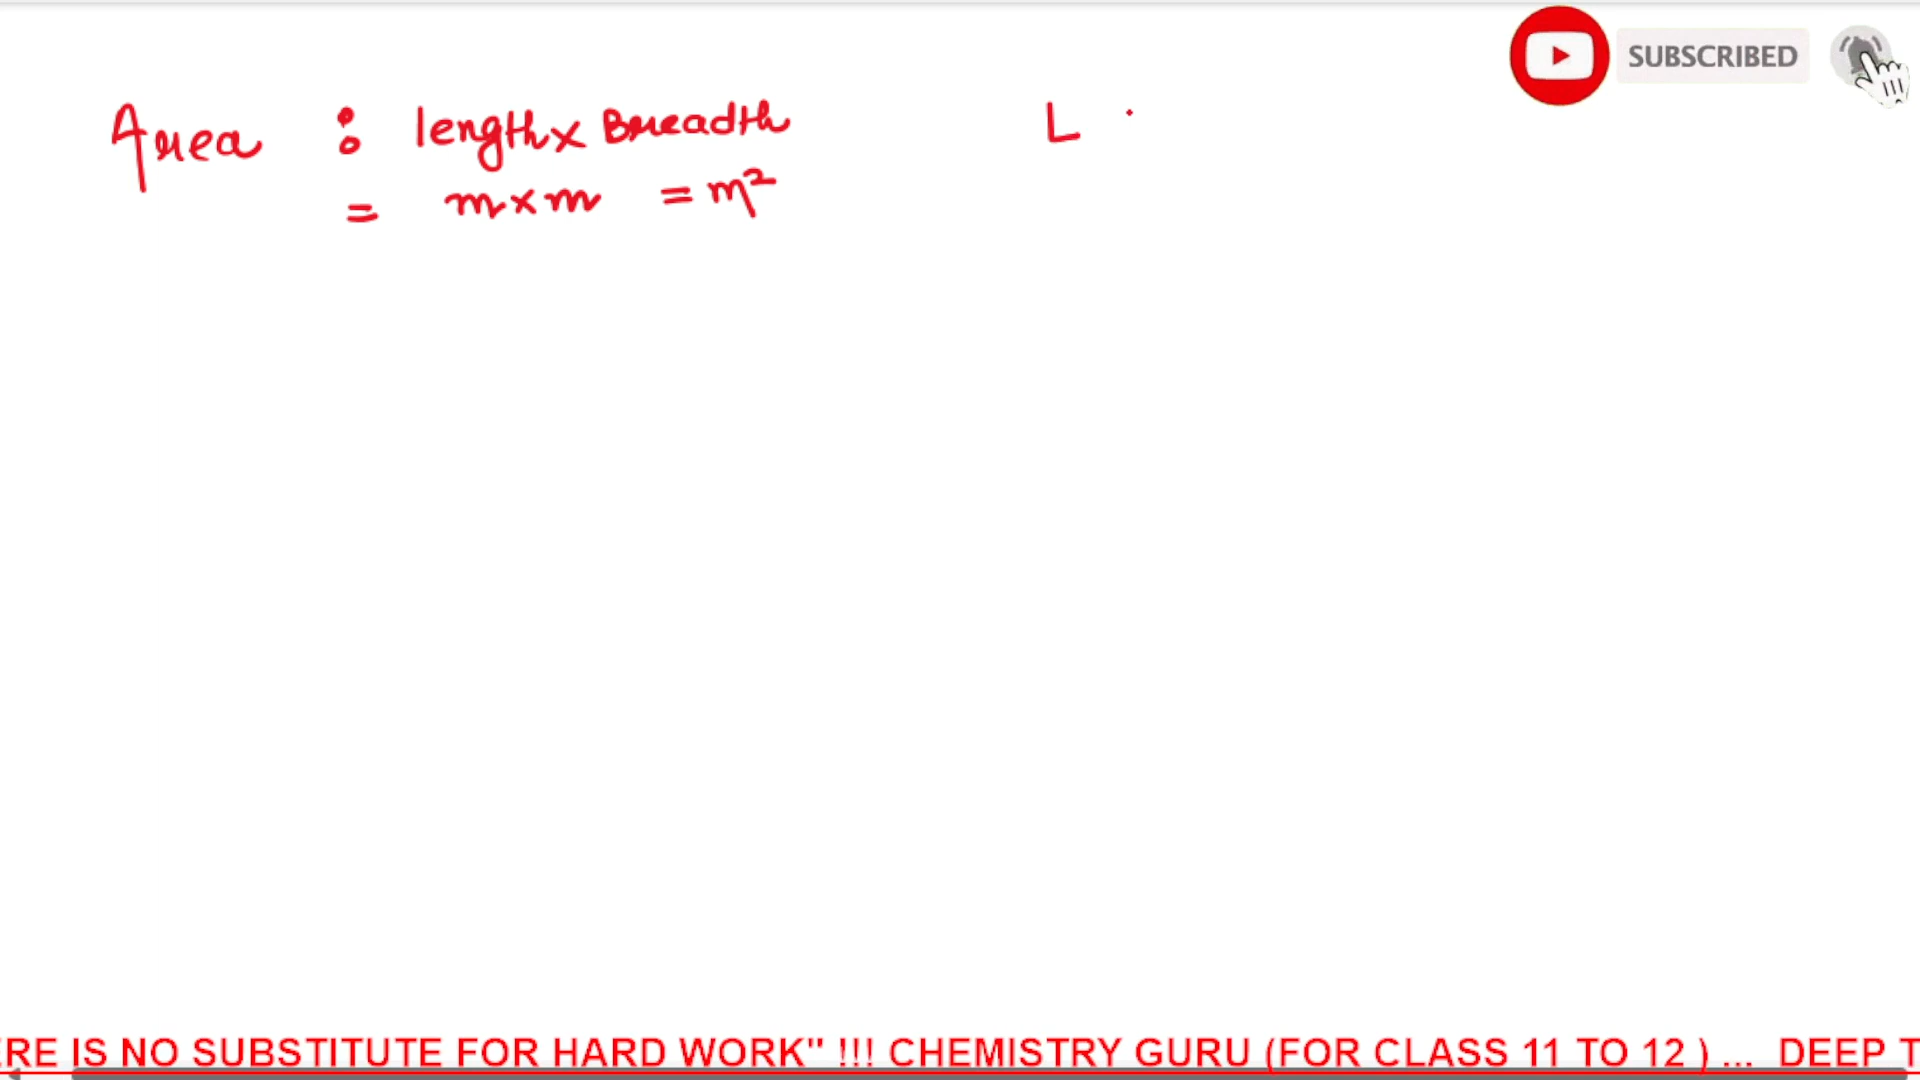 SUBSCRIBED
Area : length x Breadth L
= m x m = m²
ERE IS NO SUBSTITUTE FOR HARD WORK" !!! CHEMISTRY GURU (FOR CLASS 11 TO 12 ) ... DEEP T